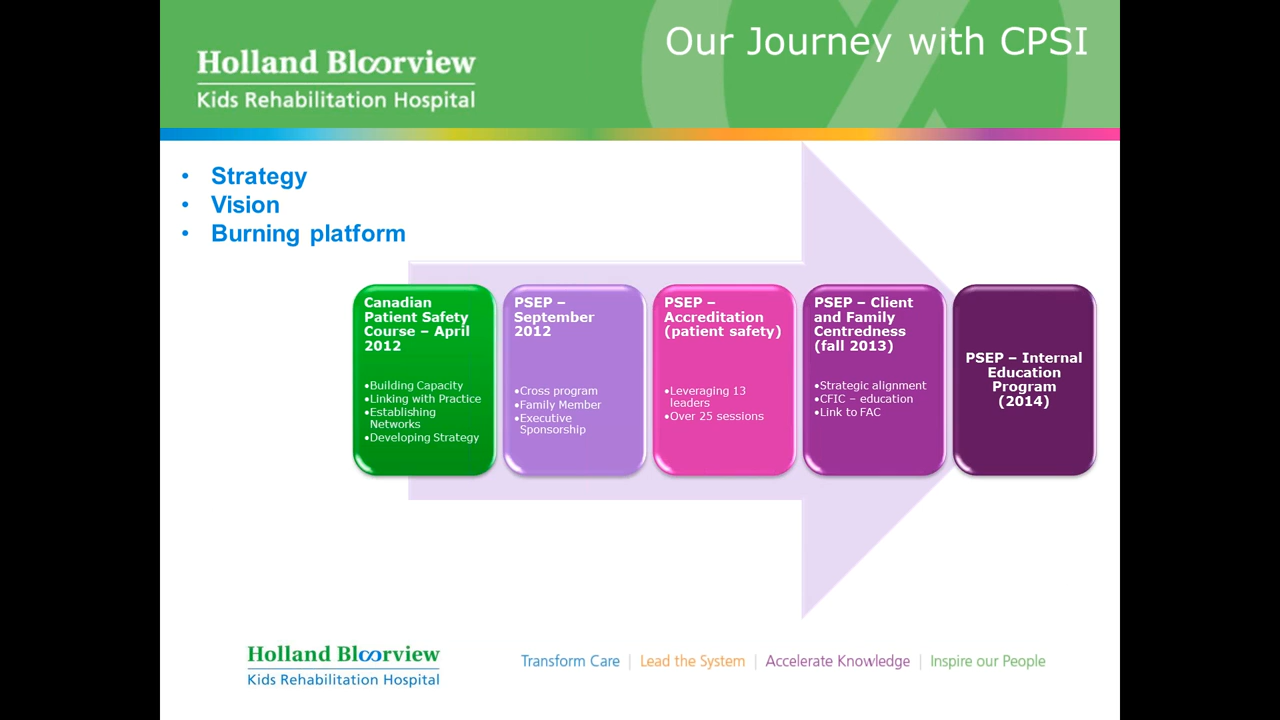 Our Journey with CPSI
Holland Bloorview
Kids Rehabilitation Hospital
• Strategy
• Vision
• Burning platform
Canadian
Patient Safety
Course – April
2012
•Building Capacity
•Linking with Practice
•Establishing
Networks
•Developing Strategy
PSEP –
September
2012
•Cross program
•Family Member
•Executive
Sponsorship
PSEP –
Accreditation
(patient safety)
•Leveraging 13
leaders
•Over 25 sessions
PSEP – Client
and Family
Centredness
(fall 2013)
•Strategic alignment
•CFIC – education
•Link to FAC
PSEP – Internal
Education
Program
(2014)
Holland Bloorview
Kids Rehabilitation Hospital
Transform Care | Lead the System | Accelerate Knowledge | Inspire our People